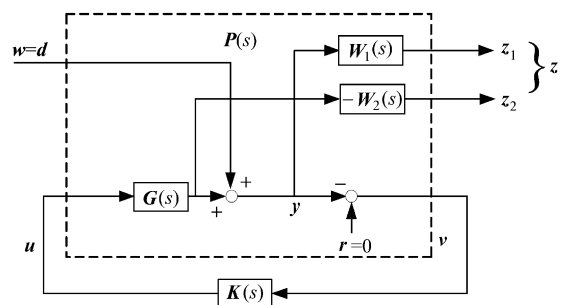 w=d
P(s)
W₁(s)
z₁
z
−W₂(s)
z₂
+
−
G(s)
+
y
r=0
v
u
K(s)